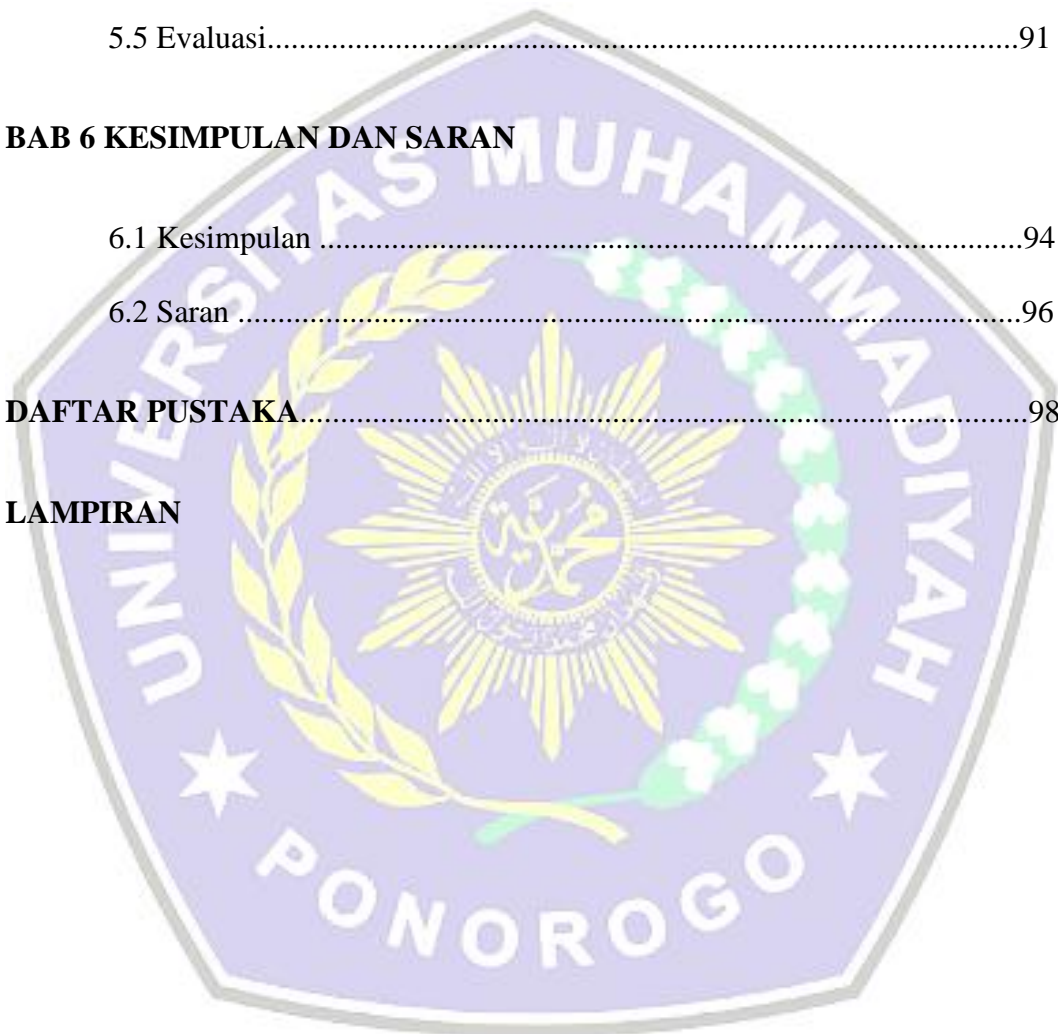 5.5 Evaluasi....................................................................................91
BAB 6 KESIMPULAN DAN SARAN
6.1 Kesimpulan ..............................................................................94
6.2 Saran .......................................................................................96
DAFTAR PUSTAKA.................................................................................98
LAMPIRAN
UNIVERSITAS MUHAMMADIYAH
PONOROGO
محمدية